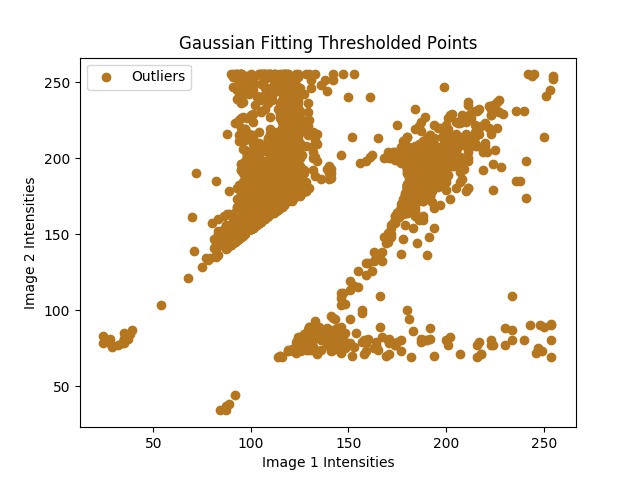 Gaussian Fitting Thresholded Points
Outliers
250
200
150
100
50
Image 2 Intensities
50
100
150
200
250
Image 1 Intensities